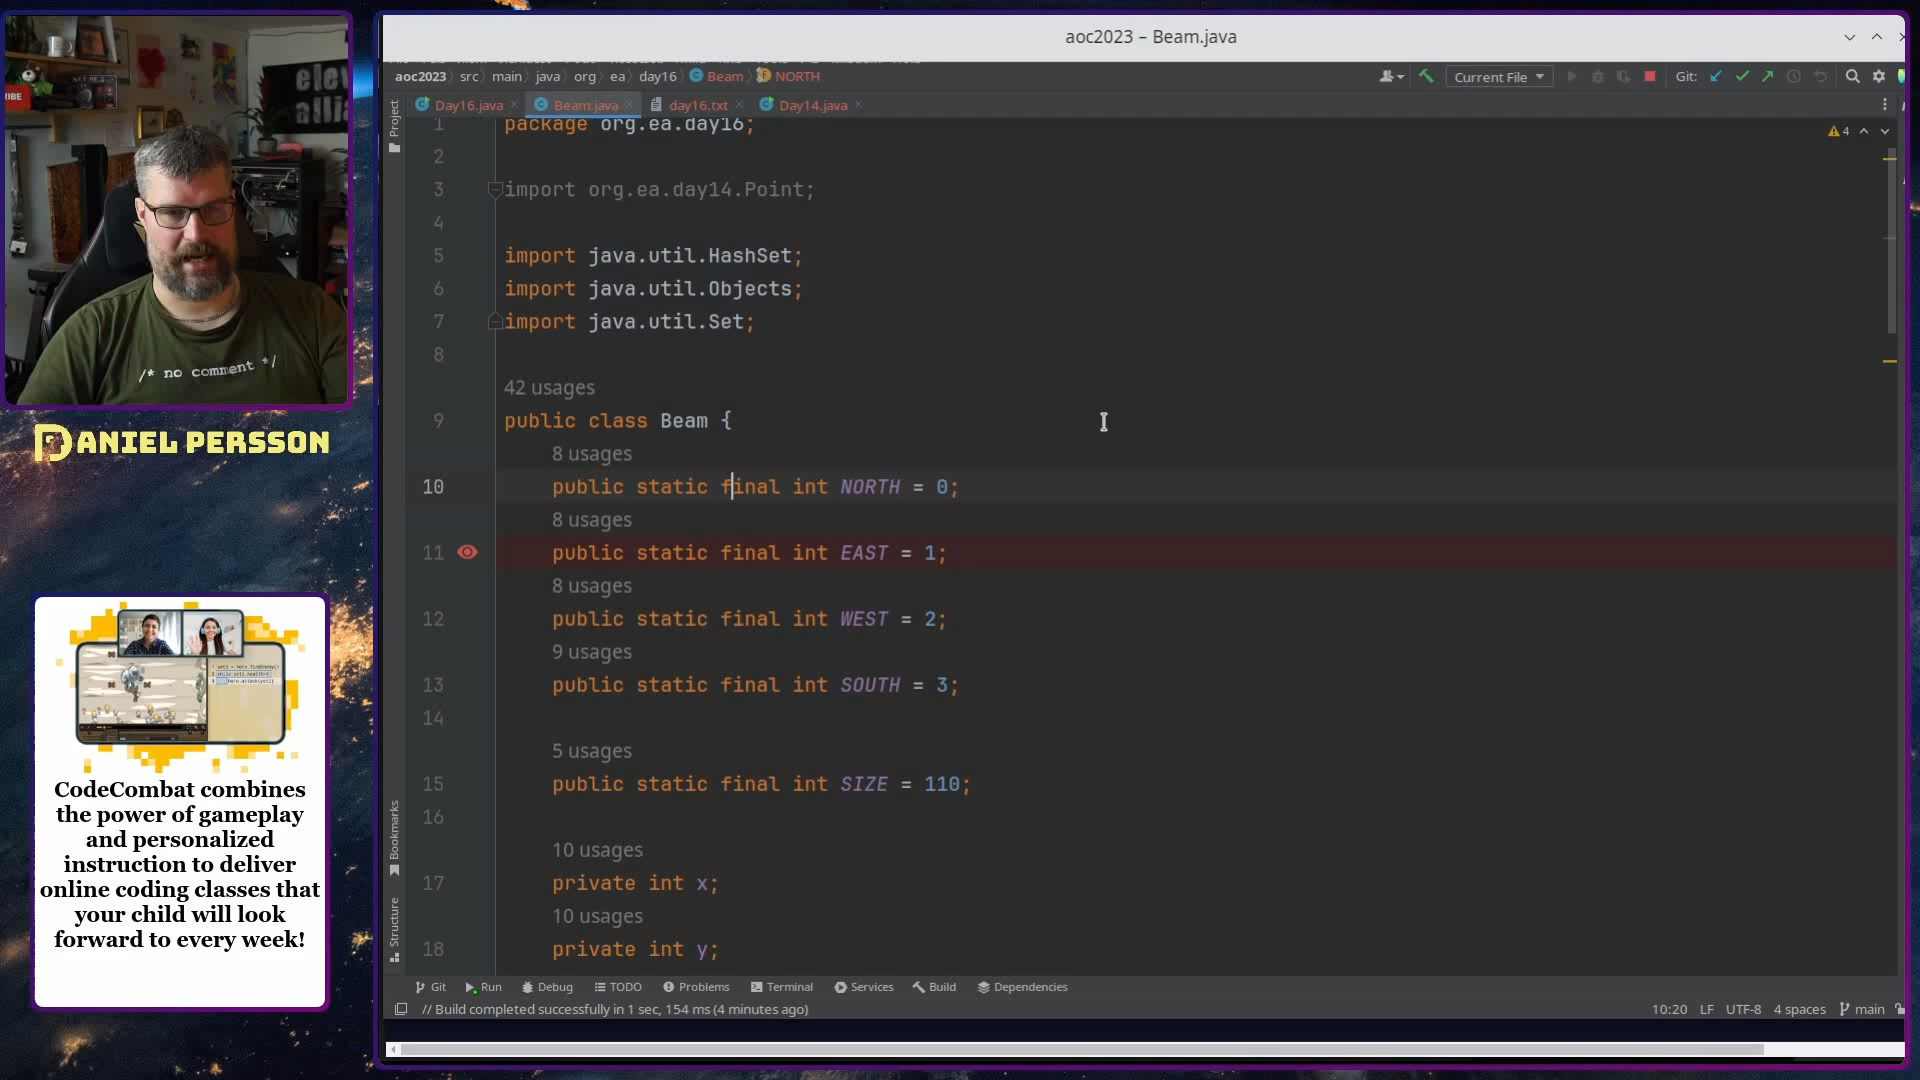 aoc2023 – Beam.java
aoc2023 src main java org ea day16 Beam NORTH
Current File
Git:
Day16.java
Beam.java
day16.txt
Day14.java
Project
4
1 package org.ea.day16;
2
3 import org.ea.day14.Point;
4
5 import java.util.HashSet;
6 import java.util.Objects;
7 import java.util.Set;
8
42 usages
9 public class Beam {
8 usages
10 public static final int NORTH = 0;
8 usages
11 public static final int EAST = 1;
8 usages
12 public static final int WEST = 2;
9 usages
13 public static final int SOUTH = 3;
14
5 usages
15 public static final int SIZE = 110;
16
10 usages
17 private int x;
10 usages
18 private int y;
Bookmarks
Structure
Git Run Debug TODO Problems Terminal Services Build Dependencies
// Build completed successfully in 1 sec, 154 ms (4 minutes ago)
10:20 LF UTF-8 4 spaces main
/* no comment */
DANIEL PERSSON
CodeCombat combines
the power of gameplay
and personalized
instruction to deliver
online coding classes that
your child will look
forward to every week!